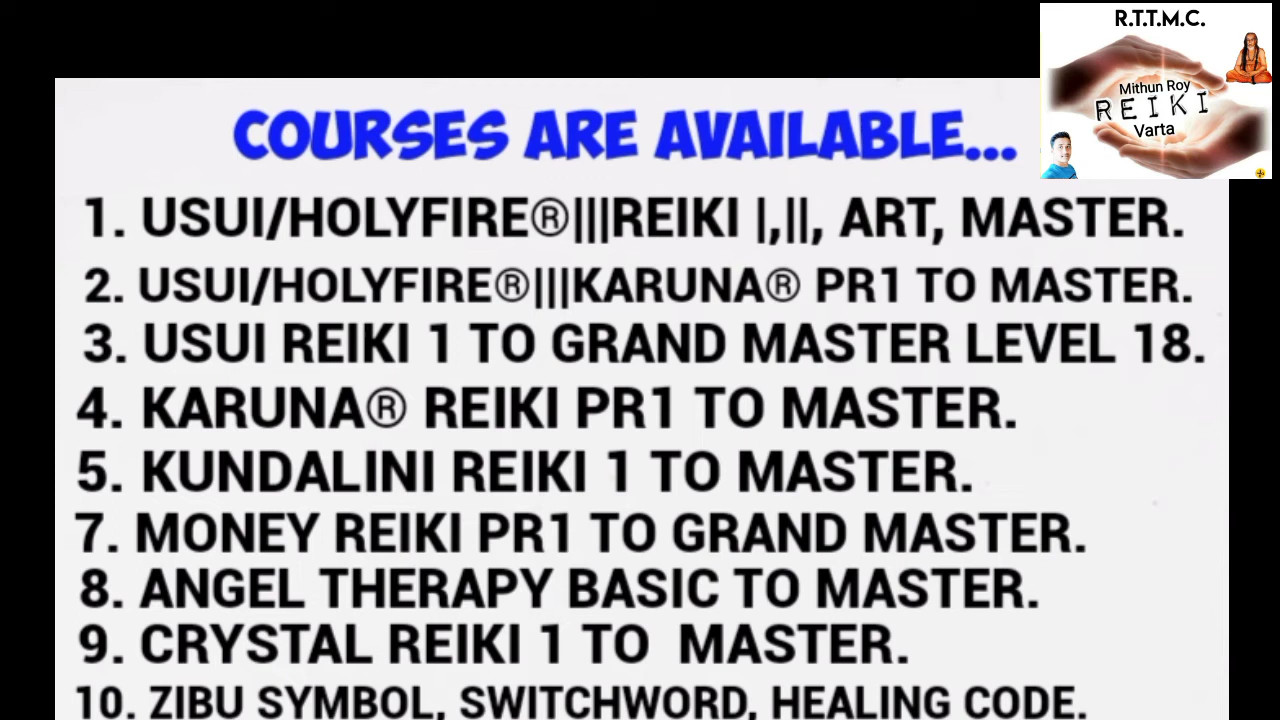 R.T.T.M.C.
Mithun Roy
REIKI
Varta
COURSES ARE AVAILABLE...
1. USUI/HOLYFIRE®|||REIKI |,||, ART, MASTER.
2. USUI/HOLYFIRE®|||KARUNA® PR1 TO MASTER.
3. USUI REIKI 1 TO GRAND MASTER LEVEL 18.
4. KARUNA® REIKI PR1 TO MASTER.
5. KUNDALINI REIKI 1 TO MASTER.
7. MONEY REIKI PR1 TO GRAND MASTER.
8. ANGEL THERAPY BASIC TO MASTER.
9. CRYSTAL REIKI 1 TO MASTER.
10. ZIBU SYMBOL, SWITCHWORD, HEALING CODE.